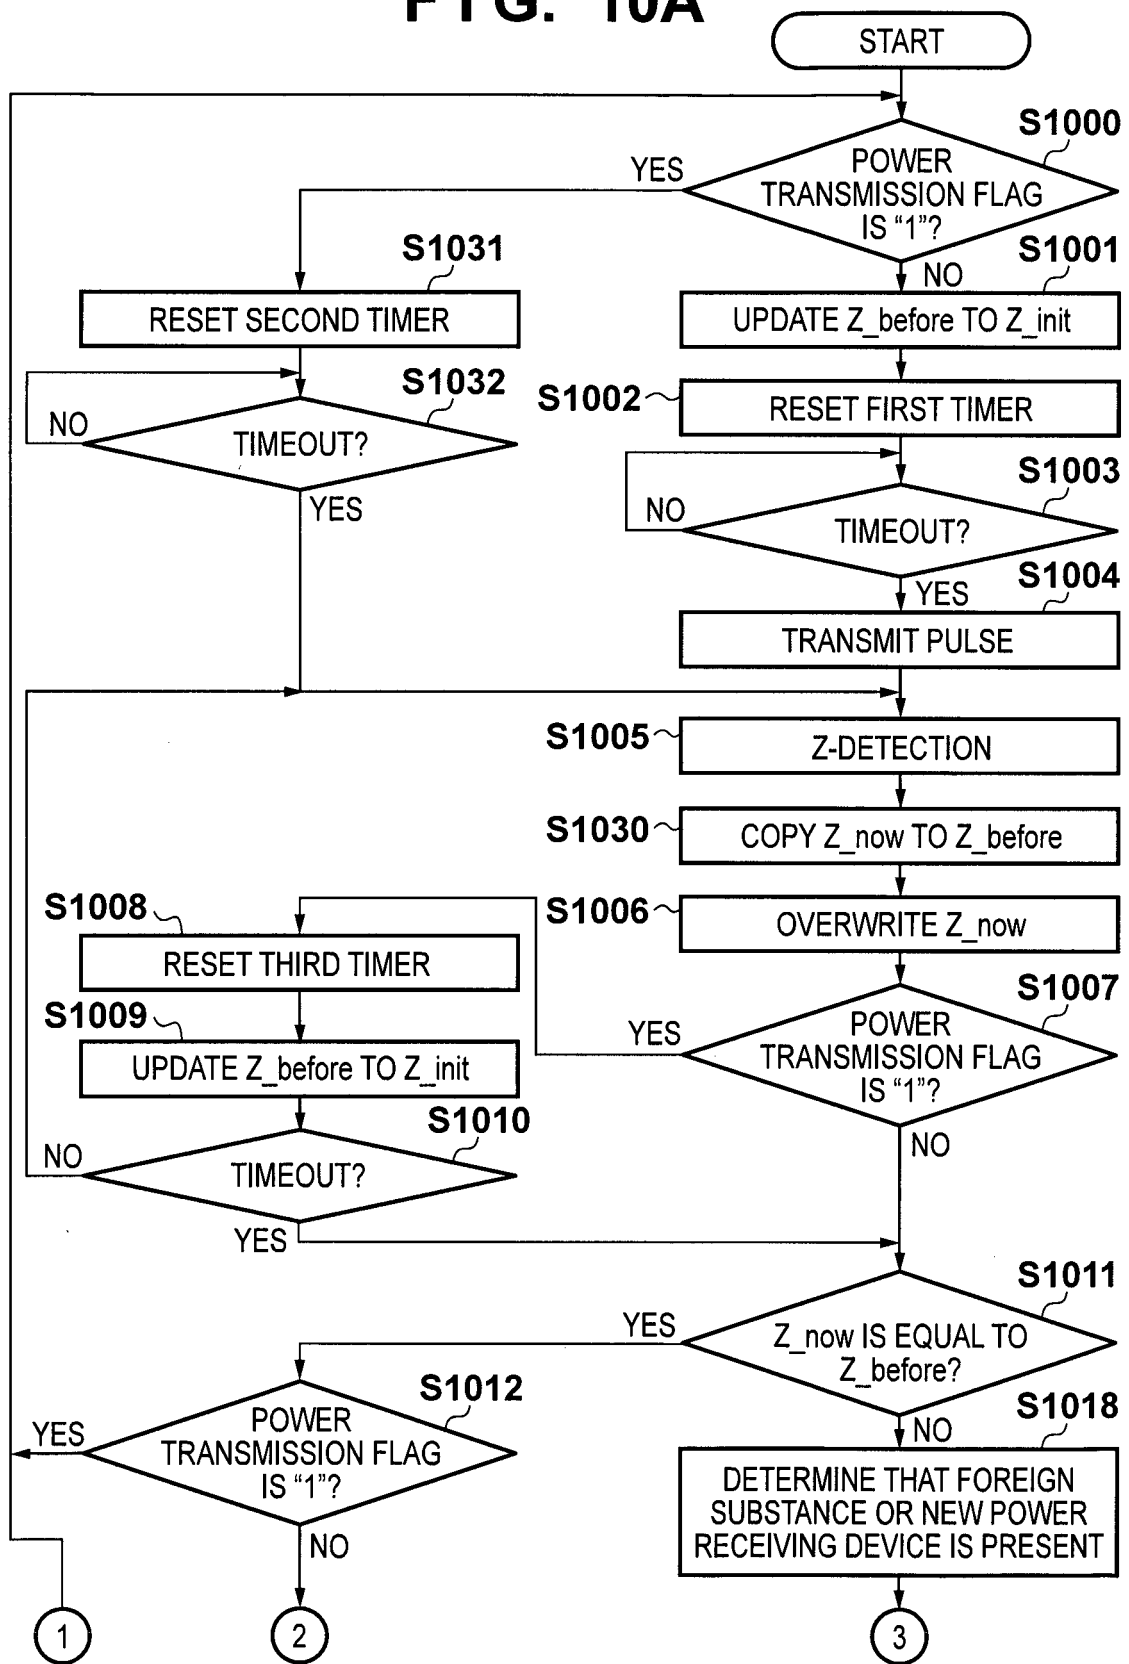 FIG. 10A
START
S1000
POWER
TRANSMISSION FLAG
IS “1”?
YES
NO
S1031
RESET SECOND TIMER
S1001
UPDATE Z_before TO Z_init
S1032
TIMEOUT?
NO
YES
S1002
RESET FIRST TIMER
S1003
TIMEOUT?
NO
YES
S1004
TRANSMIT PULSE
S1005
Z-DETECTION
S1030
COPY Z_now TO Z_before
S1006
OVERWRITE Z_now
S1007
POWER
TRANSMISSION FLAG
IS “1”?
YES
NO
S1008
RESET THIRD TIMER
S1009
UPDATE Z_before TO Z_init
S1010
TIMEOUT?
NO
YES
S1011
Z_now IS EQUAL TO
Z_before?
YES
NO
S1012
POWER
TRANSMISSION FLAG
IS “1”?
YES
NO
S1018
DETERMINE THAT FOREIGN
SUBSTANCE OR NEW POWER
RECEIVING DEVICE IS PRESENT
1
2
3